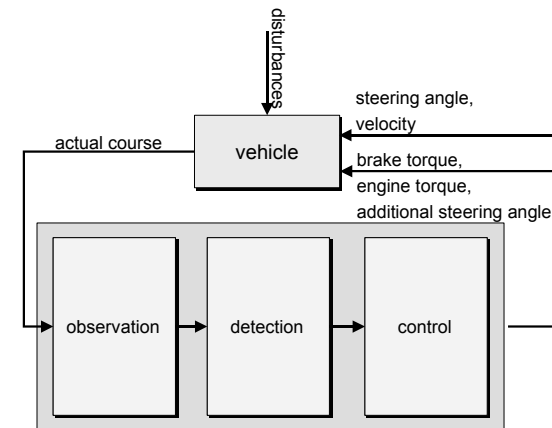 disturbances
steering angle,
velocity
actual course
vehicle
brake torque,
engine torque,
additional steering angle
observation
detection
control